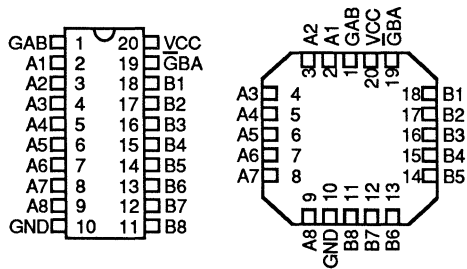 GAB 1 20 VCC
A1 2 19 G̅BA
A2 3 18 B1
A3 4 17 B2
A4 5 16 B3
A5 6 15 B4
A6 7 14 B5
A7 8 13 B6
A8 9 12 B7
GND 10 11 B8
A2 A1 GAB VCC G̅BA
3 2 1 20 19
A3 4 18 B1
A4 5 17 B2
A5 6 16 B3
A6 7 15 B4
A7 8 14 B5
9 10 11 12 13
A8 GND B8 B7 B6